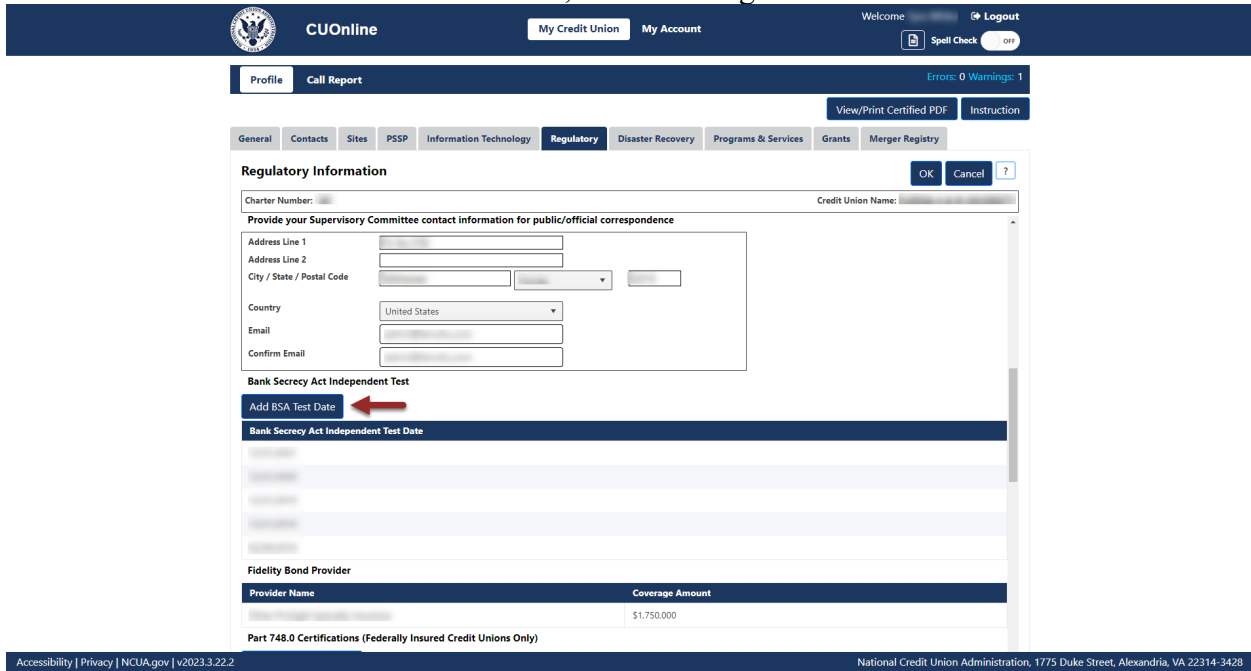 CUOnline
My Credit Union
My Account
Welcome
Logout
Spell Check OFF
Profile
Call Report
Errors: 0 Warnings: 1
View/Print Certified PDF
Instruction
General
Contacts
Sites
PSSP
Information Technology
Regulatory
Disaster Recovery
Programs & Services
Grants
Merger Registry
Regulatory Information
OK
Cancel
?
Charter Number:
Credit Union Name:
Provide your Supervisory Committee contact information for public/official correspondence
Address Line 1
Address Line 2
City / State / Postal Code
Country
United States
Email
Confirm Email
Bank Secrecy Act Independent Test
Add BSA Test Date
Bank Secrecy Act Independent Test Date
Fidelity Bond Provider
Provider Name
Coverage Amount
$1,750,000
Part 748.0 Certifications (Federally Insured Credit Unions Only)
Accessibility | Privacy | NCUA.gov | v2023.3.22.2
National Credit Union Administration, 1775 Duke Street, Alexandria, VA 22314-3428